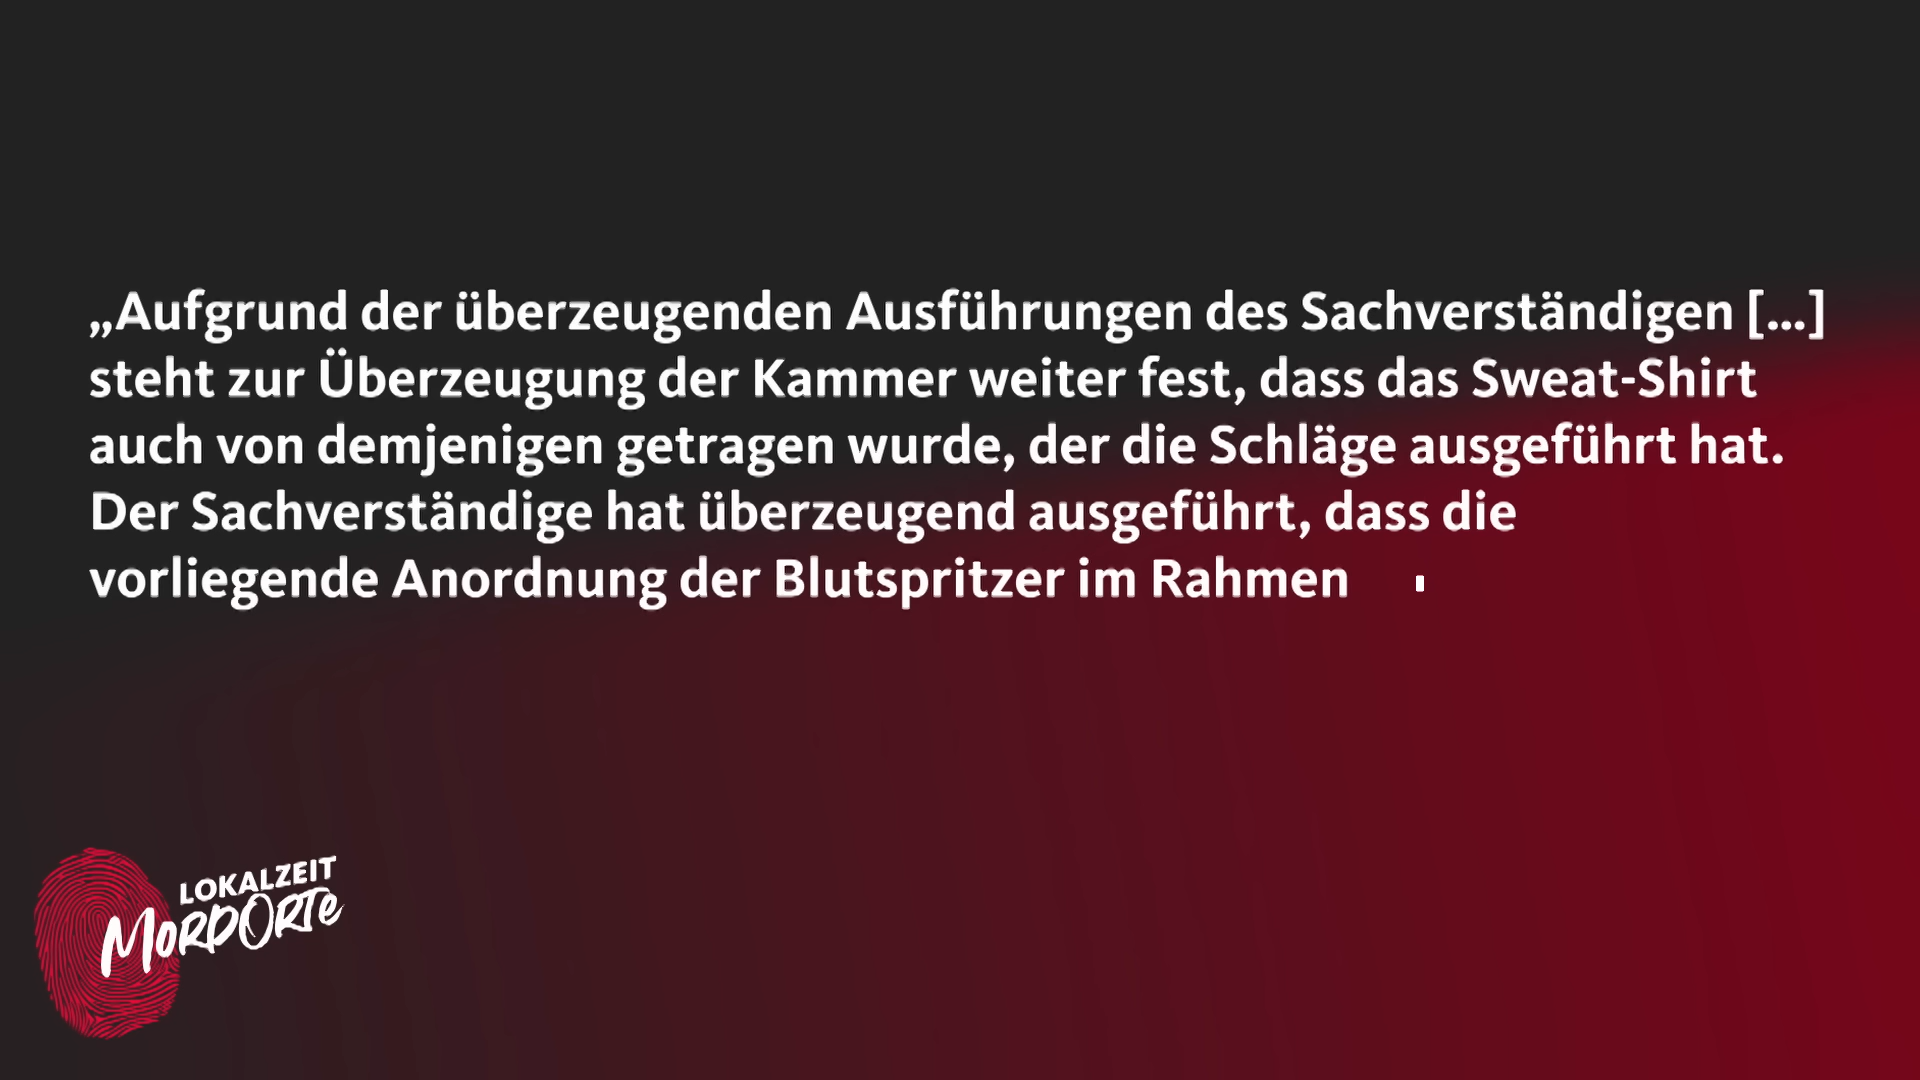 „Aufgrund der überzeugenden Ausführungen des Sachverständigen [...]
steht zur Überzeugung der Kammer weiter fest, dass das Sweat-Shirt
auch von demjenigen getragen wurde, der die Schläge ausgeführt hat.
Der Sachverständige hat überzeugend ausgeführt, dass die
vorliegende Anordnung der Blutspritzer im Rahmen
LOKALZEIT
MORDORTe